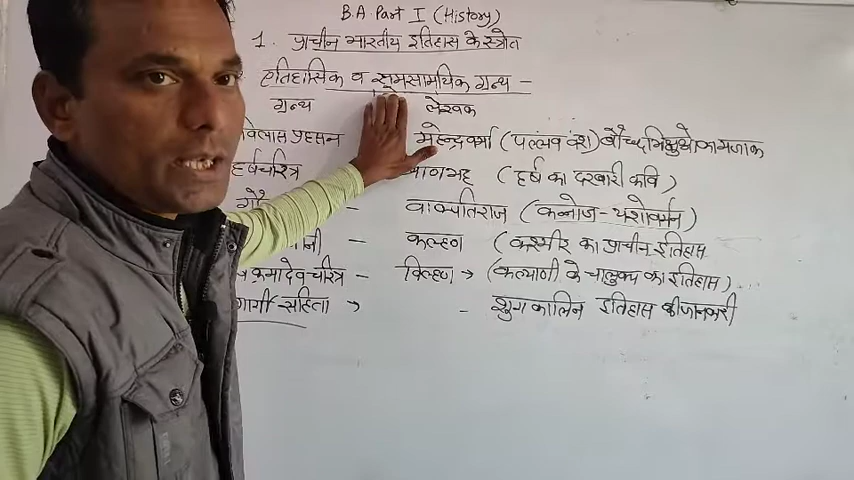 B.A. Part I (History)
1. प्राचीन भारतीय इतिहास के स्त्रोत
ऐतिहासिक व समसामयिक ग्रन्थ –
ग्रन्थ लेखक
विलास प्रहसन महेन्द्रवर्मा (पल्लव वंश) बौध्द भिक्षुओ का मजाक
हर्षचरित्र बाणभट्ट (हर्ष का दरबारी कवि)
– वाक्पतिराज (कन्नोज - यशोवर्मन)
– कल्हण (कश्मीर का प्राचीन इतिहास
क्रमादेवचरित्र – विल्हण → (कल्याणी के चालुक्य का इतिहास)
गार्गी-संहिता → - शुंग कालिन इतिहास की जानकारी